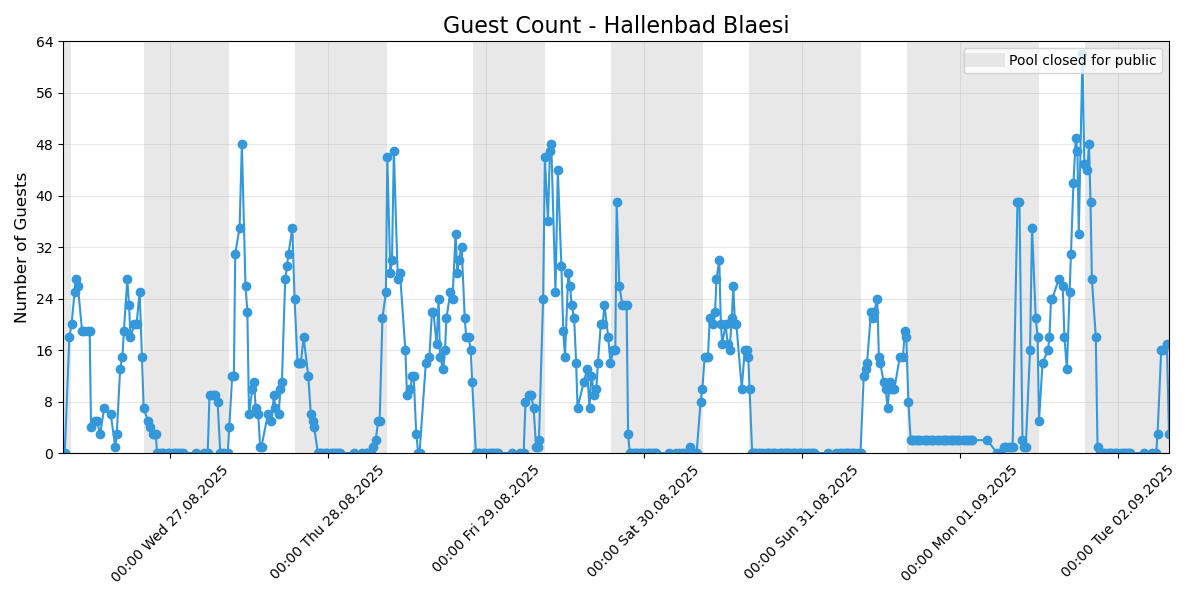 Guest Count - Hallenbad Blaesi
Number of Guests
64
56
48
40
32
24
16
8
0
Pool closed for public
00:00 Wed 27.08.2025
00:00 Thu 28.08.2025
00:00 Fri 29.08.2025
00:00 Sat 30.08.2025
00:00 Sun 31.08.2025
00:00 Mon 01.09.2025
00:00 Tue 02.09.2025